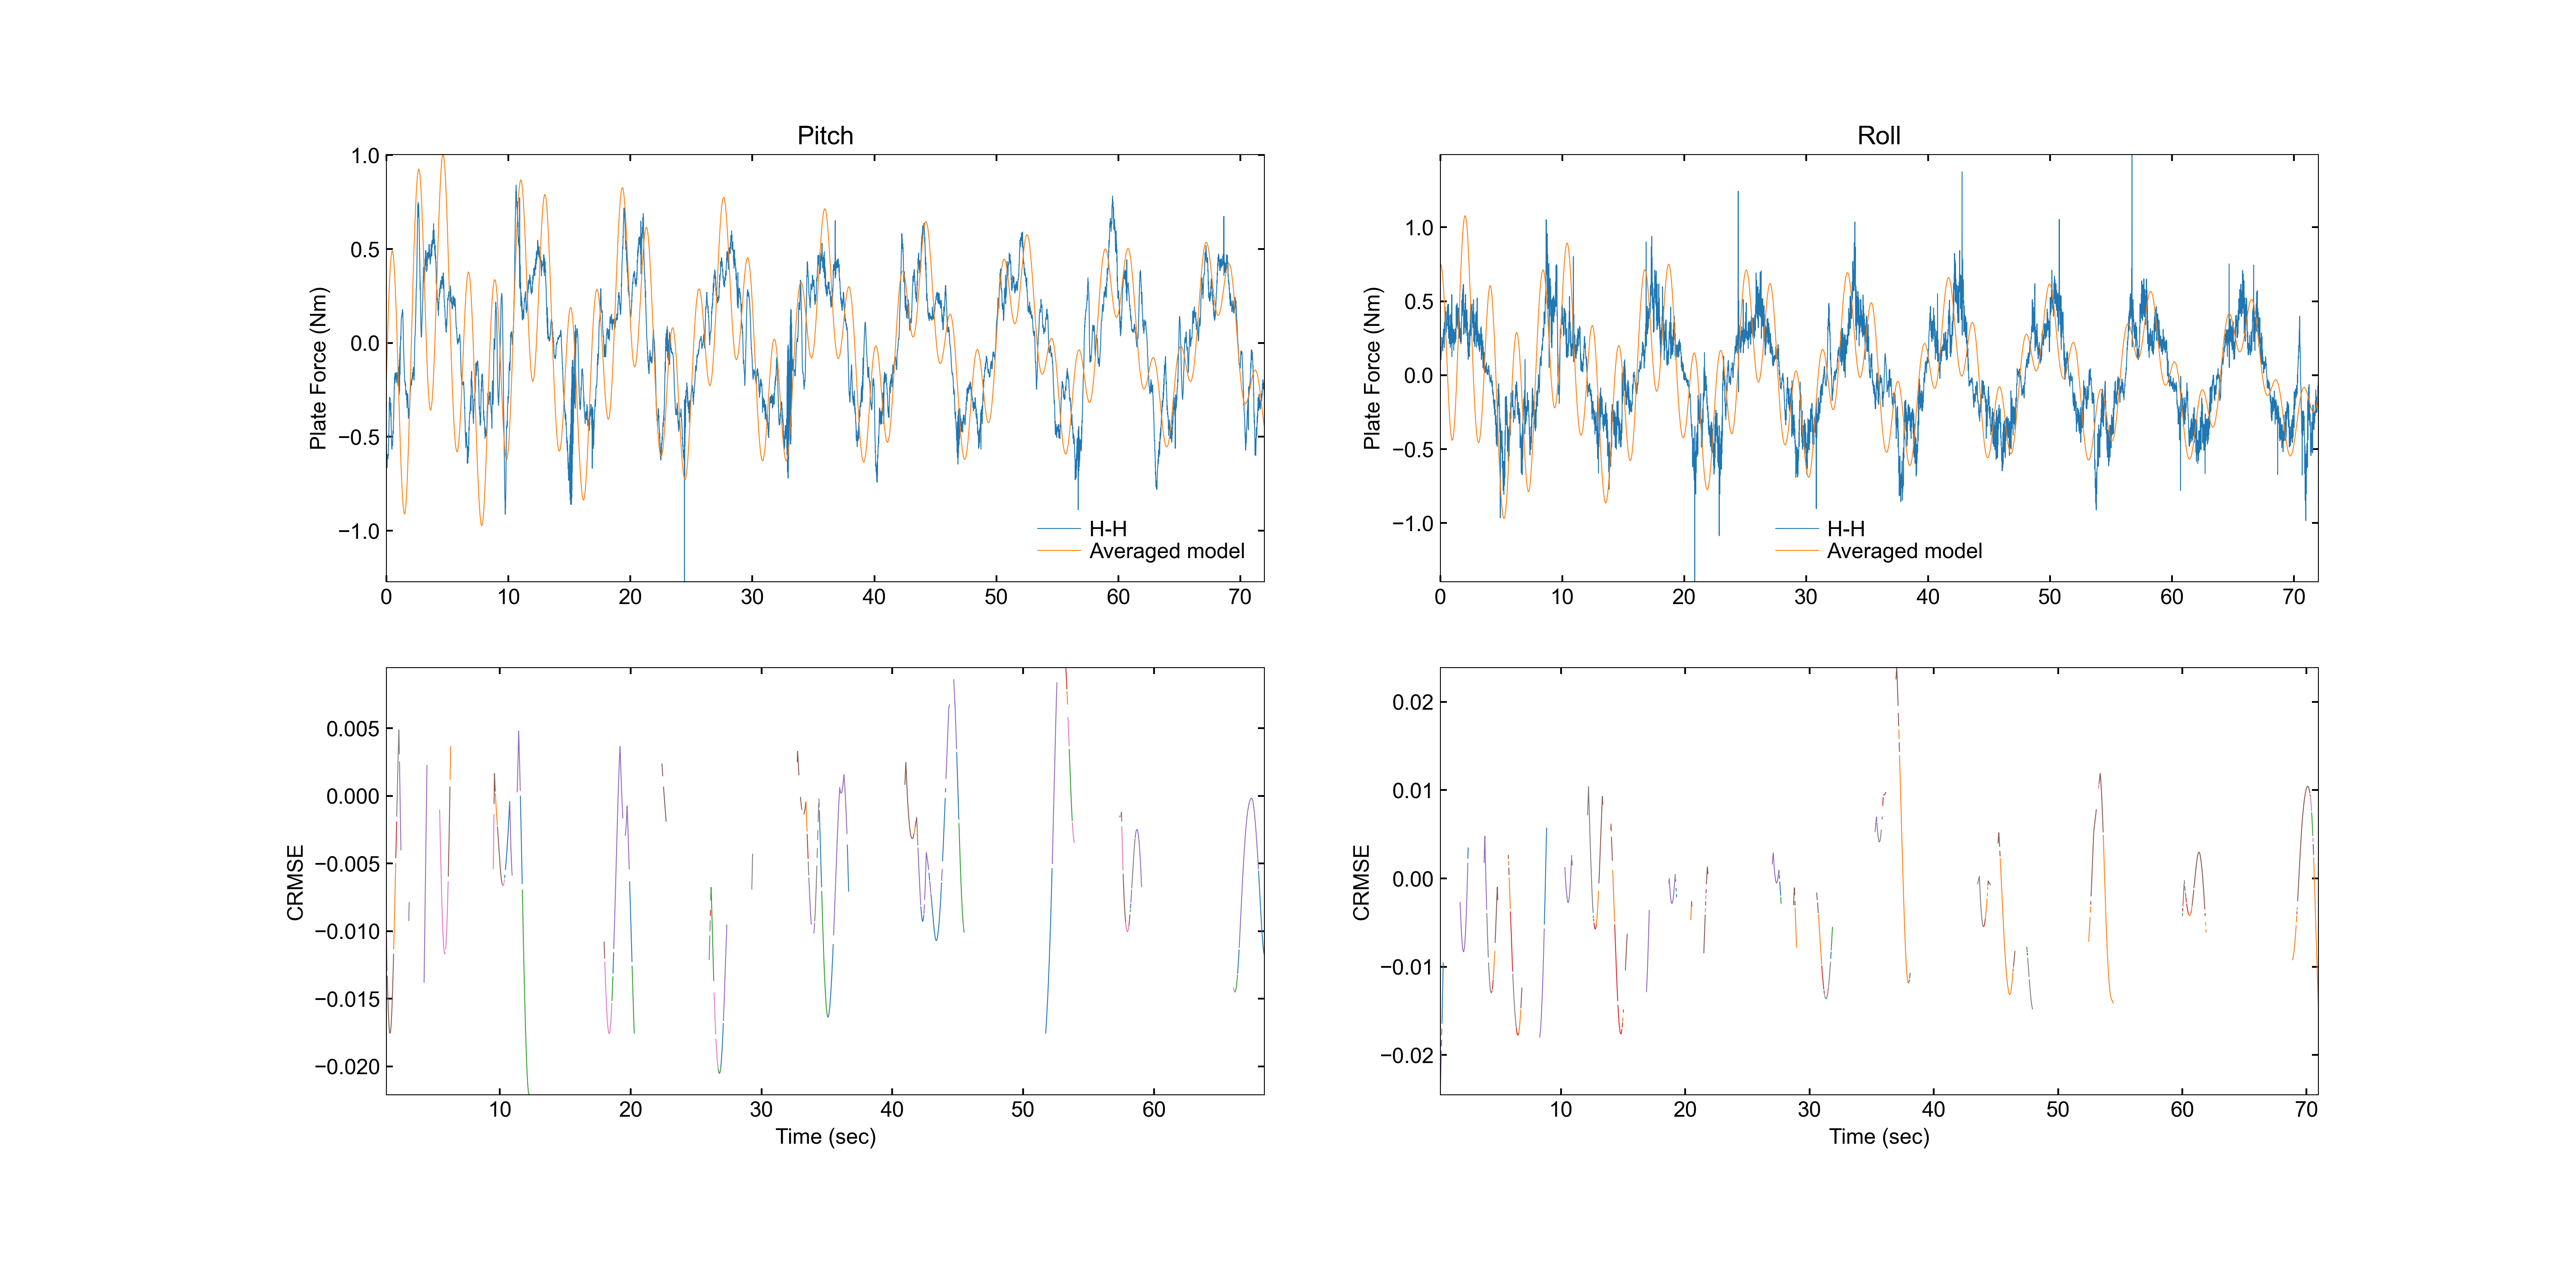 Pitch
Plate Force (Nm)
1.0
0.5
0.0
−0.5
−1.0
H-H
Averaged model
0 10 20 30 40 50 60 70
Roll
Plate Force (Nm)
1.0
0.5
0.0
−0.5
−1.0
H-H
Averaged model
0 10 20 30 40 50 60 70
CRMSE
0.005
0.000
−0.005
−0.010
−0.015
−0.020
10 20 30 40 50 60
Time (sec)
CRMSE
0.02
0.01
0.00
−0.01
−0.02
10 20 30 40 50 60 70
Time (sec)